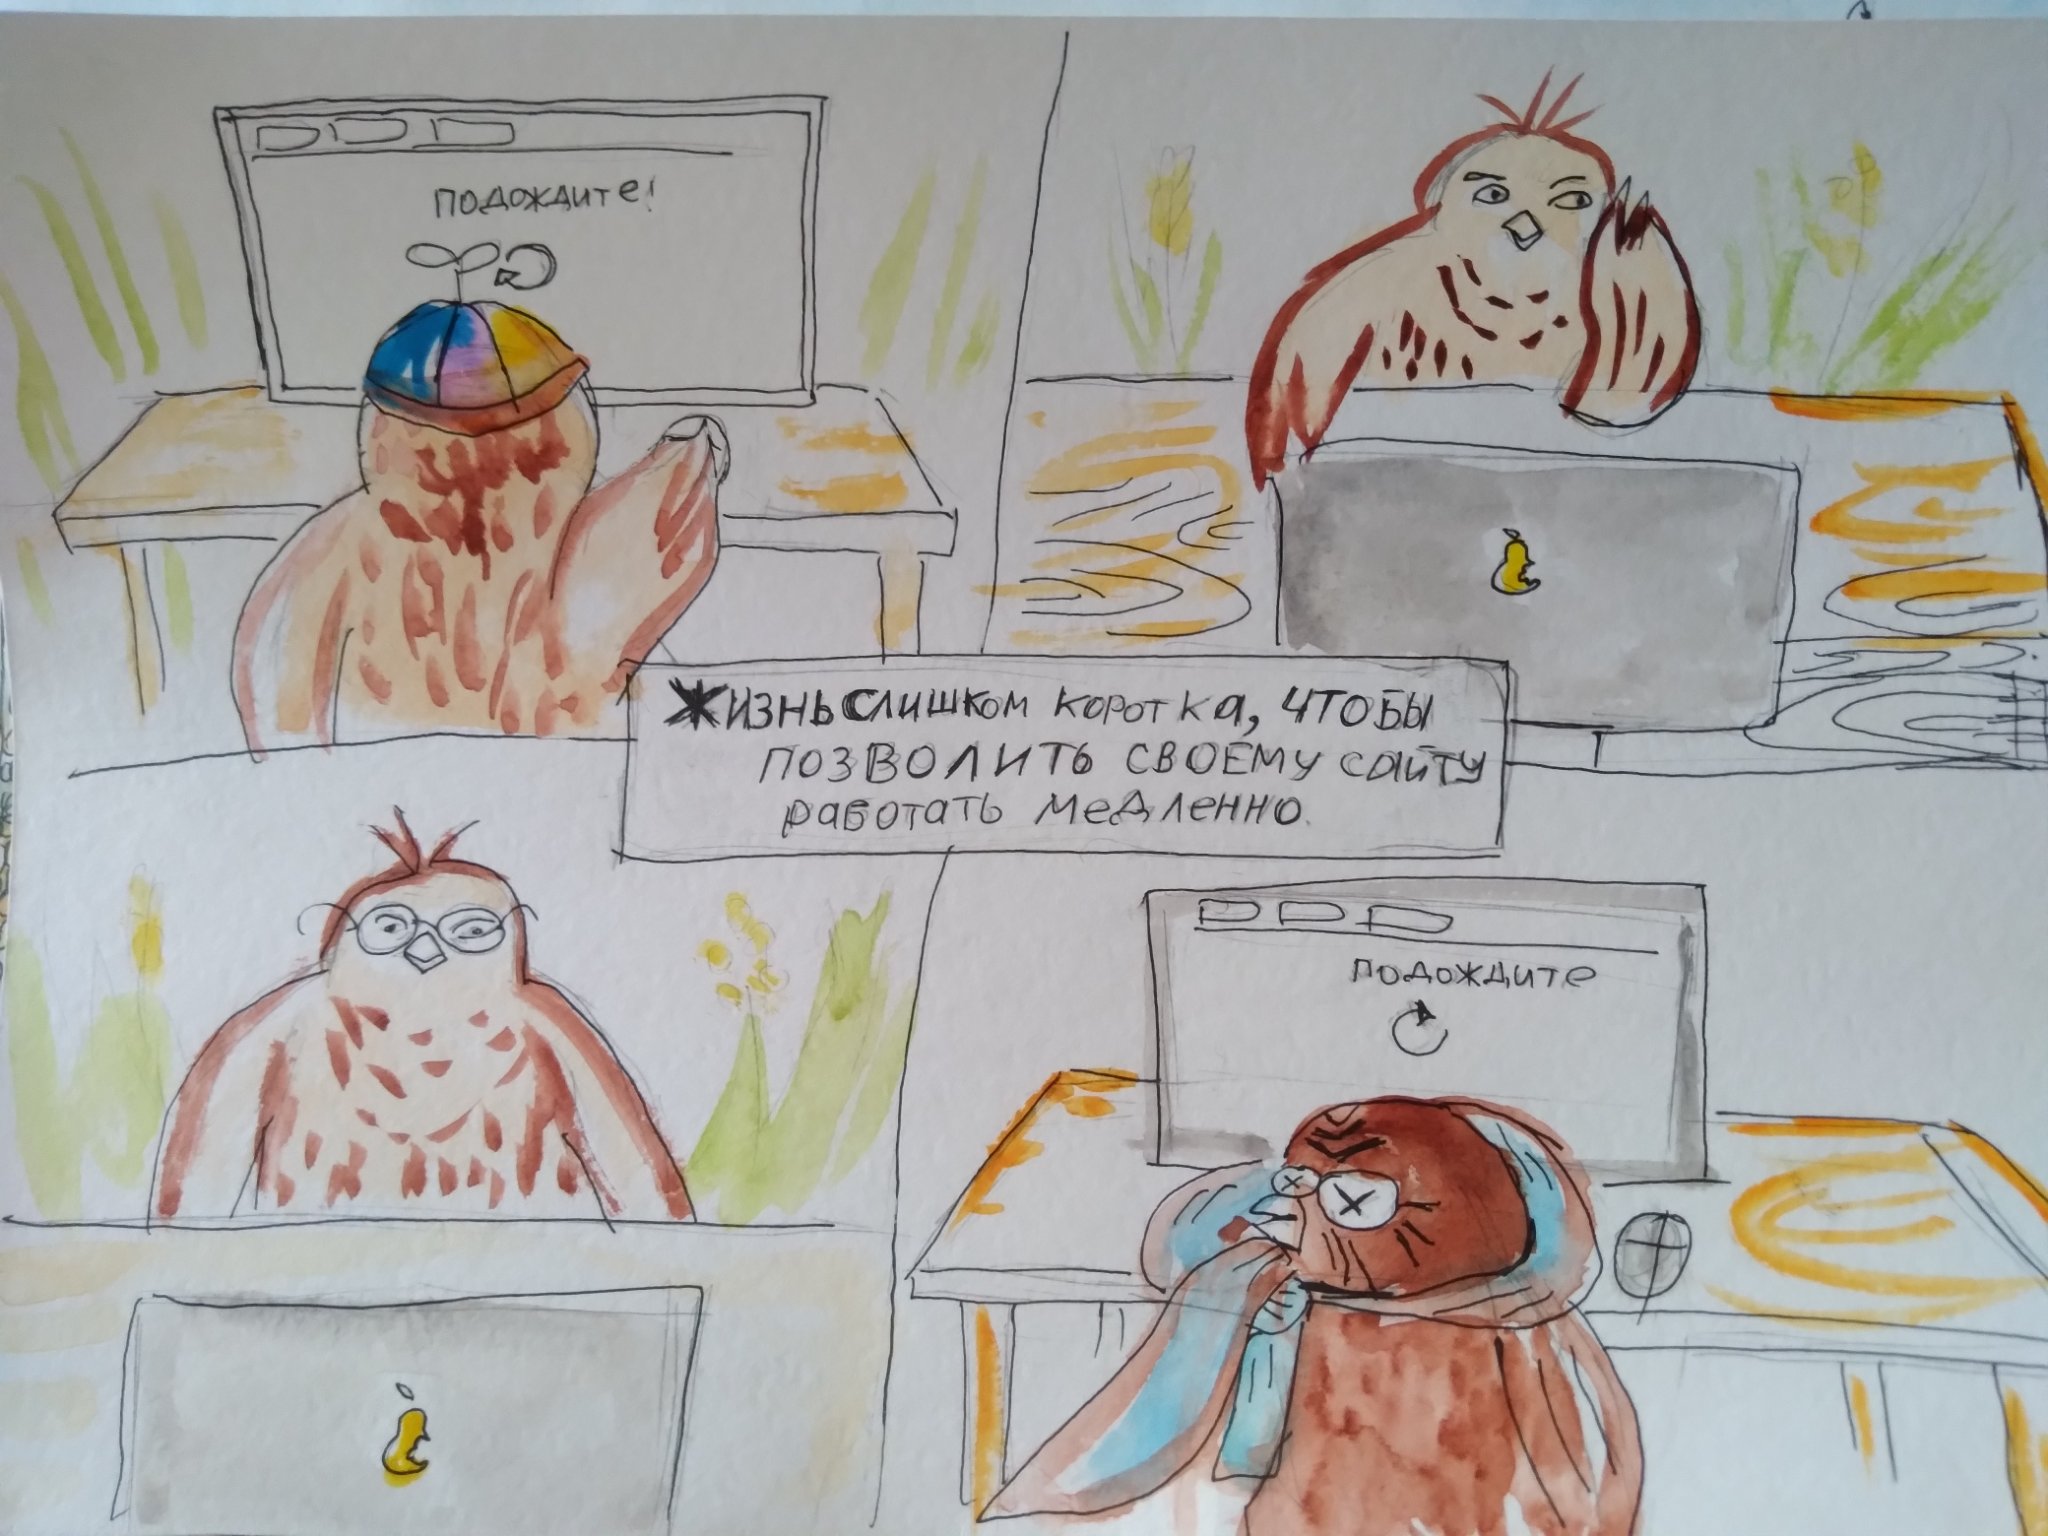 подождите!
Жизнь слишком коротка, чтобы
позволить своему сайту
работать медленно.
подождите